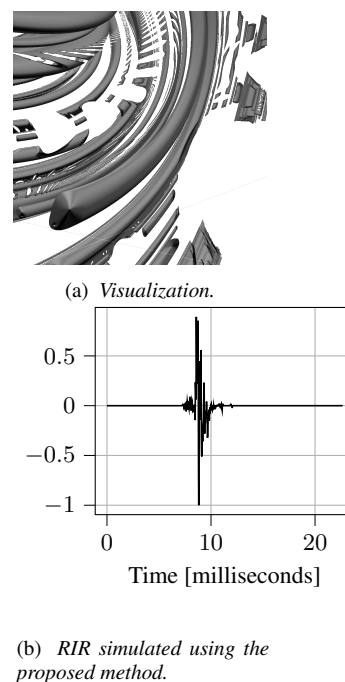 (a) Visualization.
0.5
0
−0.5
−1
0 10 20
Time [milliseconds]
(b) RIR simulated using the
proposed method.